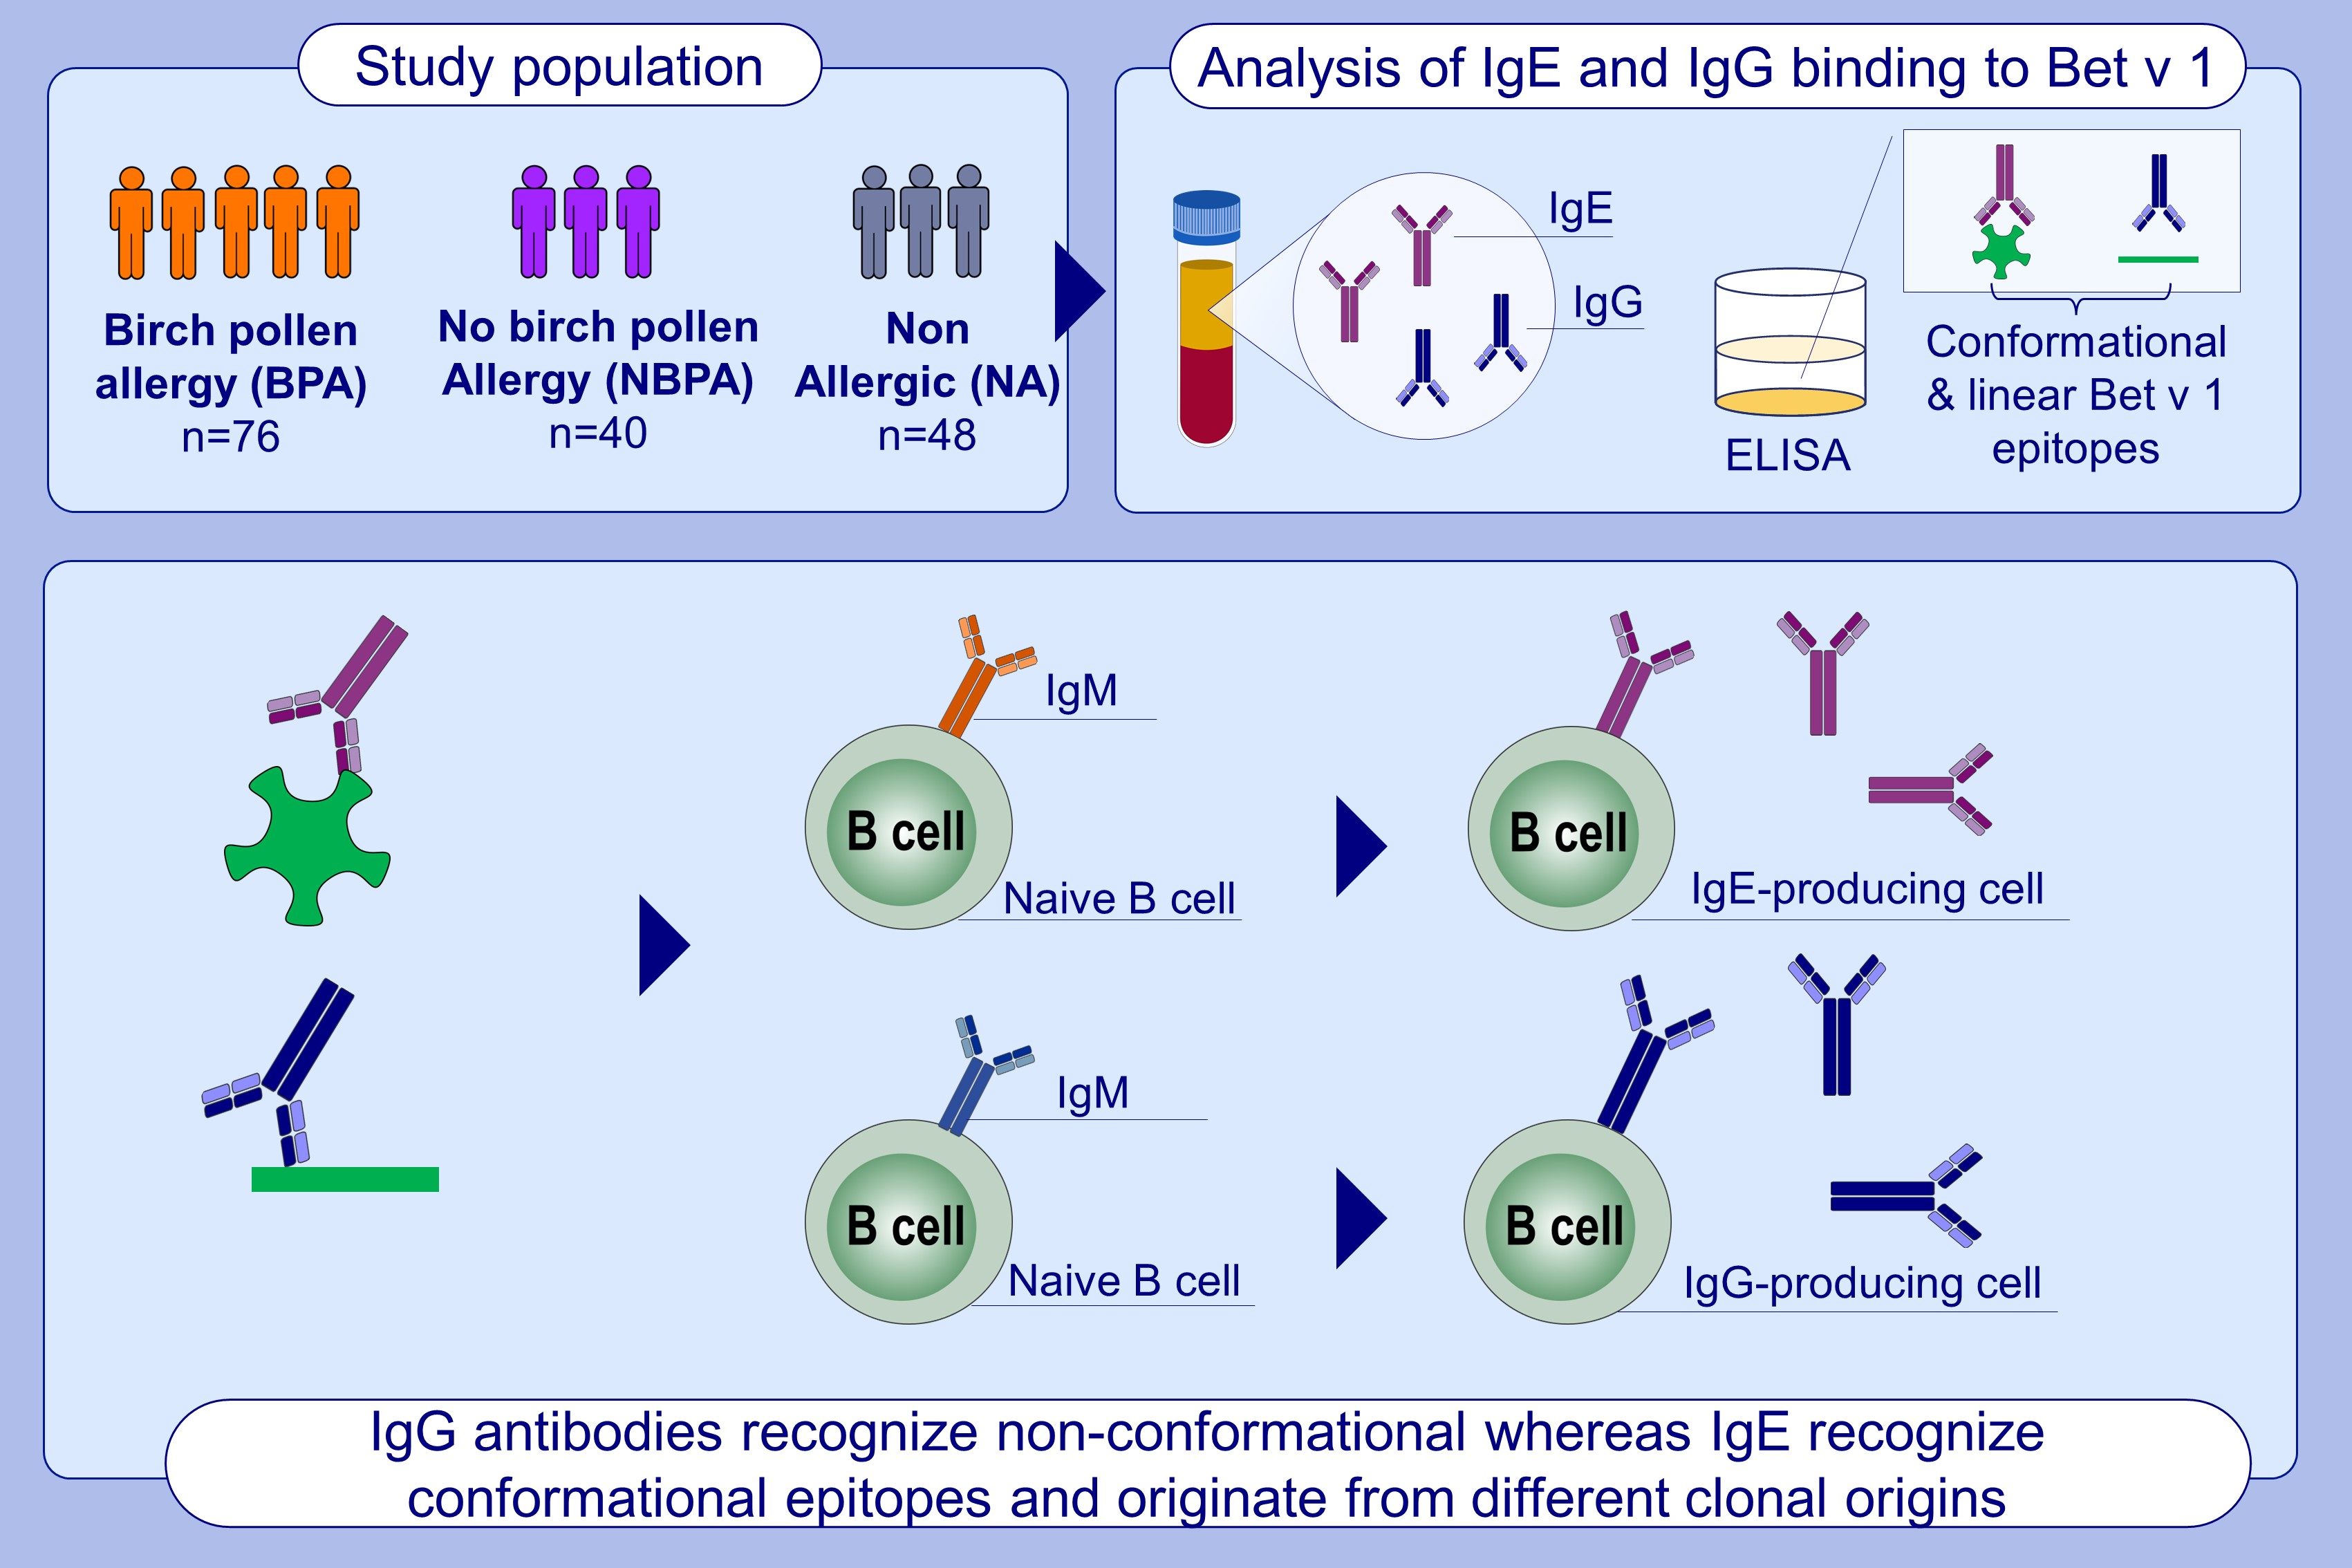 Study population
Birch pollen
allergy (BPA)
n=76
No birch pollen
Allergy (NBPA)
n=40
Non
Allergic (NA)
n=48
Analysis of IgE and IgG binding to Bet v 1
IgE
IgG
ELISA
Conformational
& linear Bet v 1
epitopes
IgM
B cell
Naive B cell
B cell
IgE-producing cell
IgM
B cell
Naive B cell
B cell
IgG-producing cell
IgG antibodies recognize non-conformational whereas IgE recognize
conformational epitopes and originate from different clonal origins